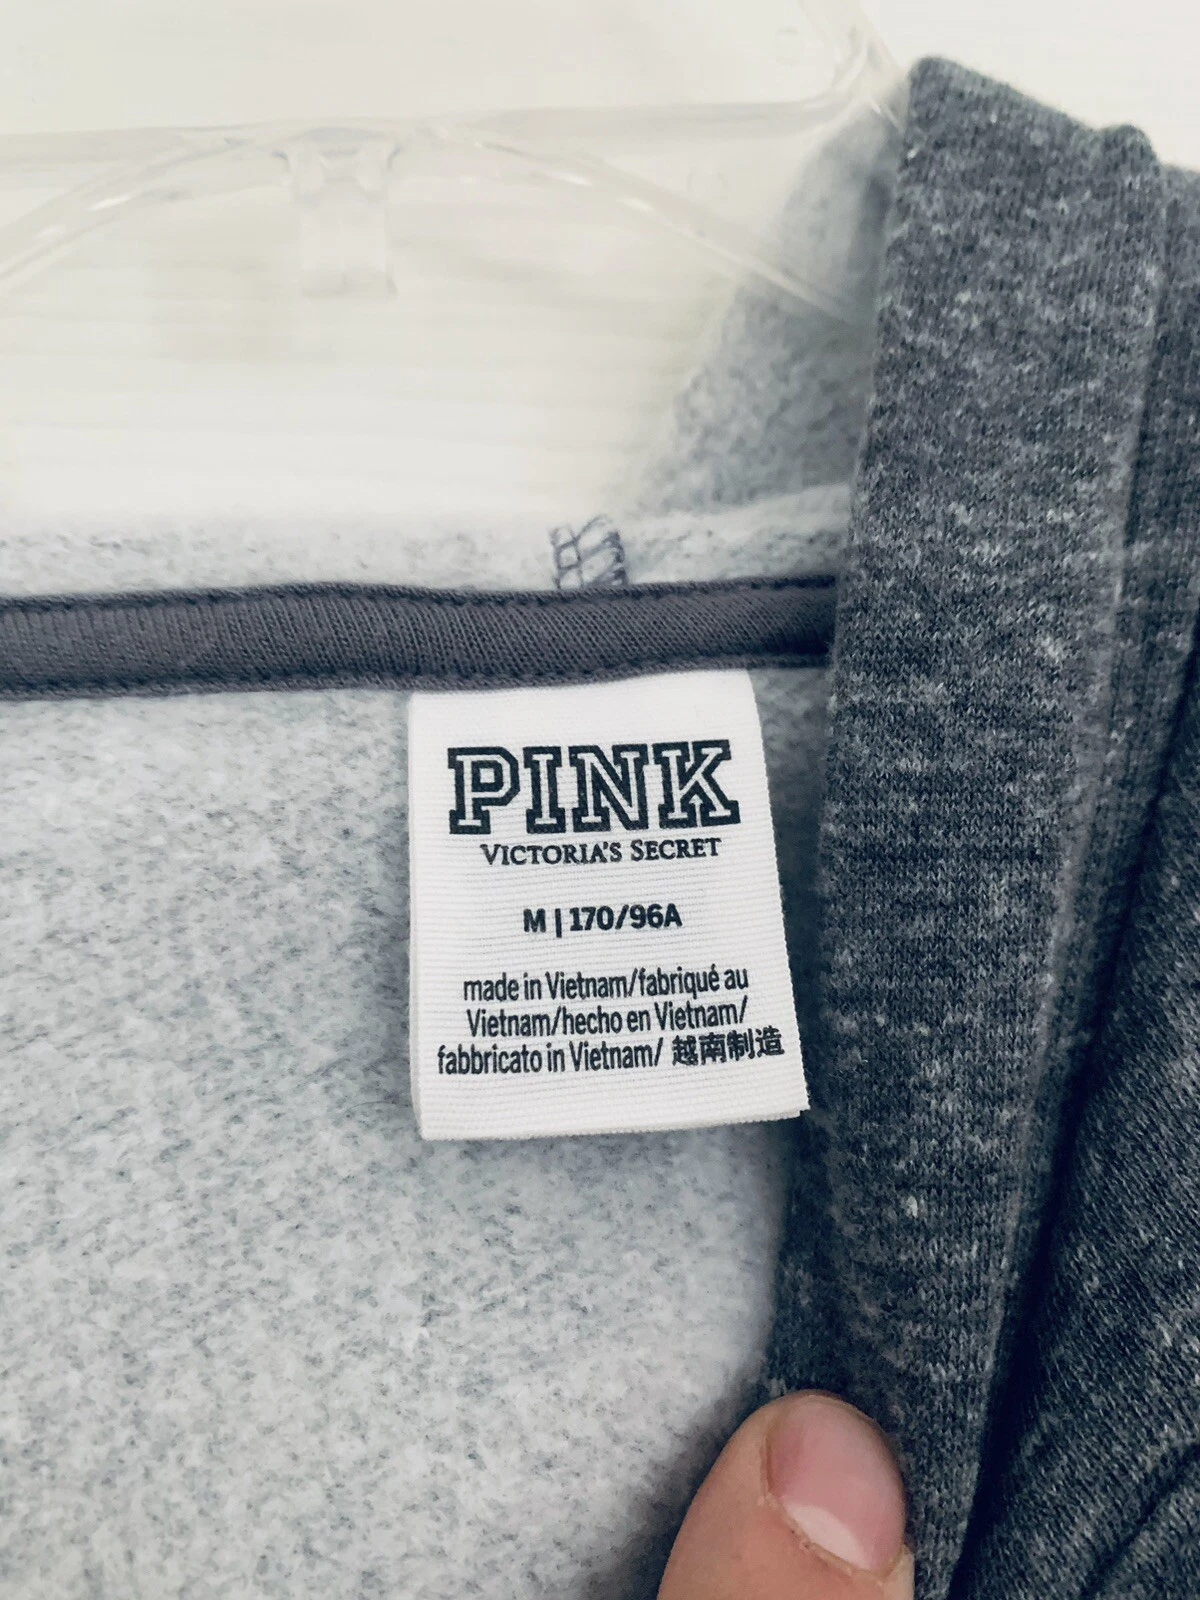 PINK
VICTORIA'S SECRET
M | 170/96A
made in Vietnam/fabriqué au
Vietnam/hecho en Vietnam/
fabbricato in Vietnam/ 越南制造